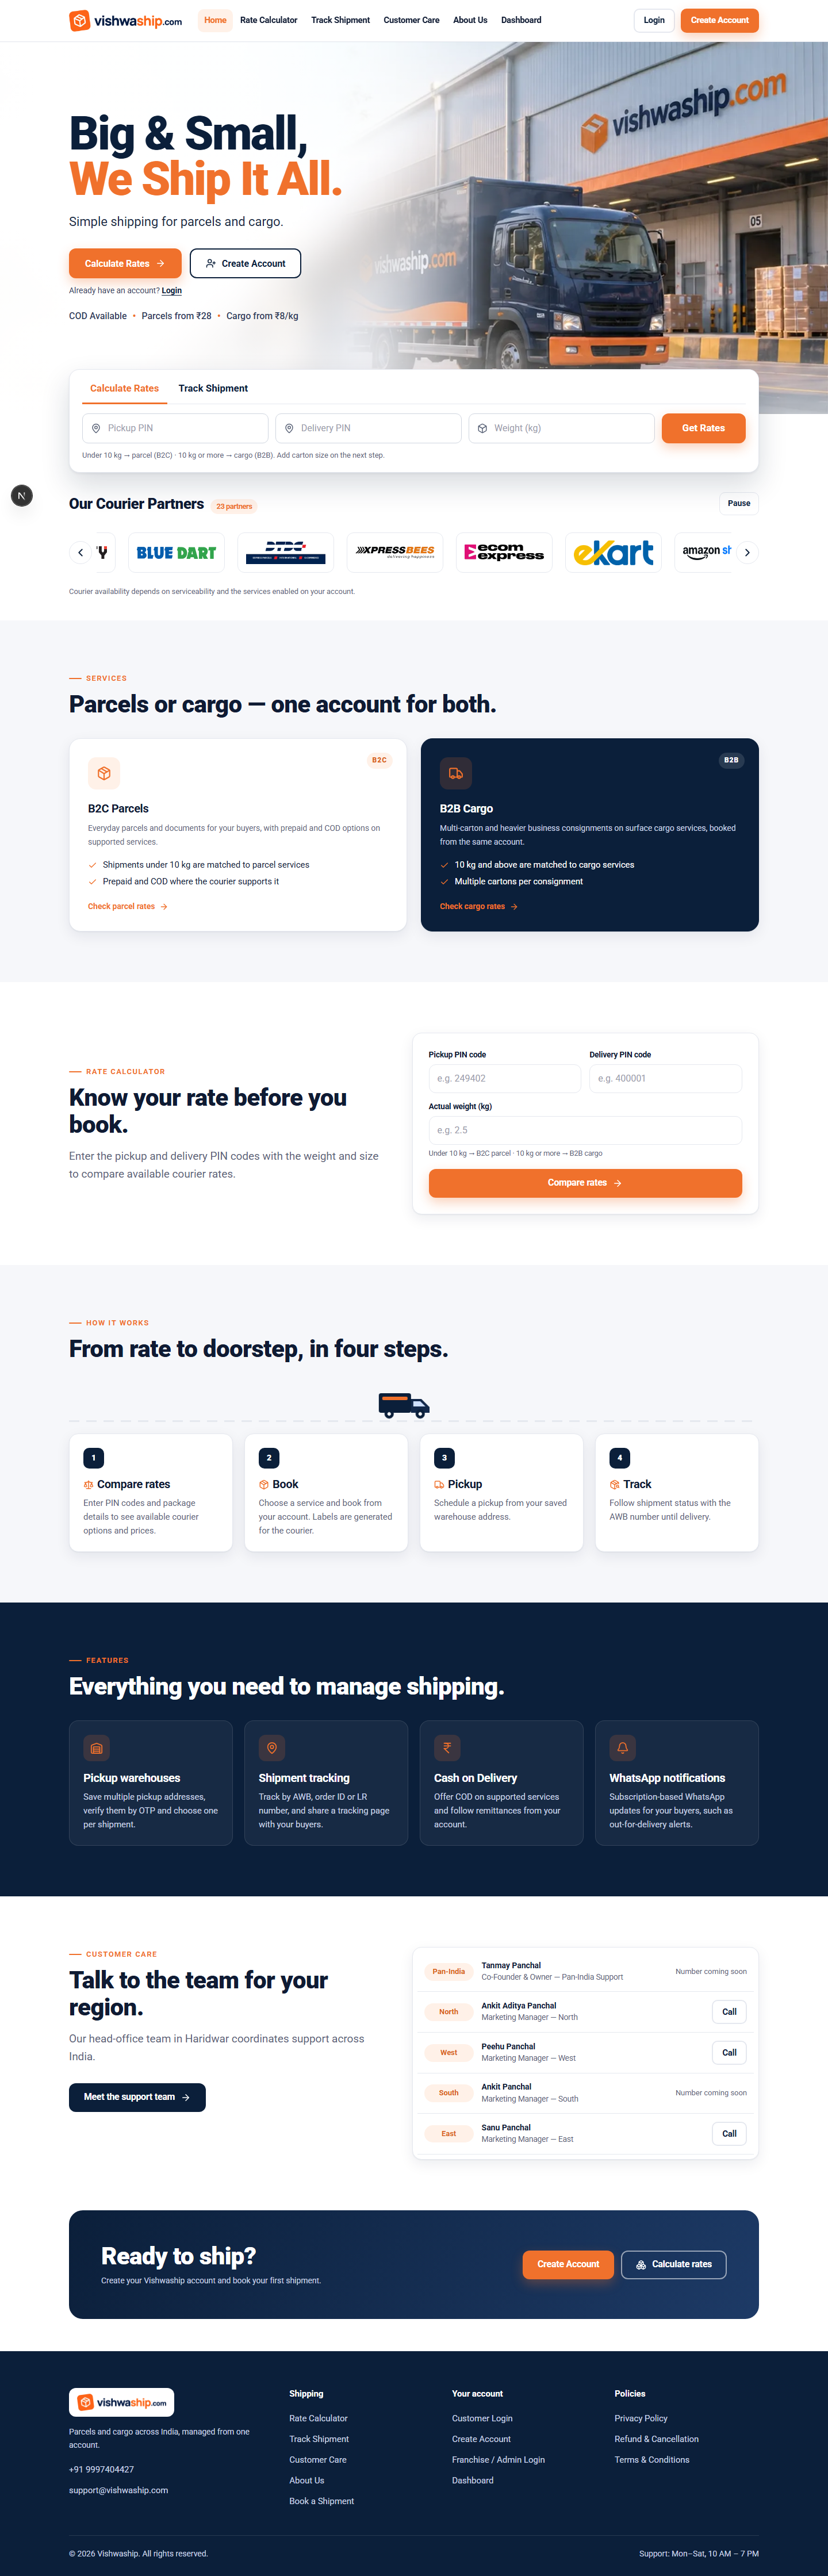 vishwaship.com
Home
Rate Calculator
Track Shipment
Customer Care
About Us
Dashboard
Login
Create Account
vishwaship.com
Big & Small,
We Ship It All.
05
Simple shipping for parcels and cargo.
vishwaship.com
Calculate Rates
Create Account
Already have an account? Login
COD Available • Parcels from ₹28 • Cargo from ₹8/kg
Calculate Rates
Track Shipment
Pickup PIN
Delivery PIN
Weight (kg)
Get Rates
Under 10 kg → parcel (B2C) · 10 kg or more → cargo (B2B). Add carton size on the next step.
N
Our Courier Partners
23 partners
Pause
Y
BLUE DART
DTDC
XPRESSBEES
delivering happiness
ecom
express
eKart
amazon sh
Courier availability depends on serviceability and the services enabled on your account.
SERVICES
Parcels or cargo — one account for both.
B2C
B2C Parcels
Everyday parcels and documents for your buyers, with prepaid and COD options on
supported services.
Shipments under 10 kg are matched to parcel services
Prepaid and COD where the courier supports it
Check parcel rates
B2B
B2B Cargo
Multi-carton and heavier business consignments on surface cargo services, booked
from the same account.
10 kg and above are matched to cargo services
Multiple cartons per consignment
Check cargo rates
RATE CALCULATOR
Know your rate before you
book.
Enter the pickup and delivery PIN codes with the weight and size
to compare available courier rates.
Pickup PIN code
Delivery PIN code
e.g. 249402
e.g. 400001
Actual weight (kg)
e.g. 2.5
Under 10 kg → B2C parcel · 10 kg or more → B2B cargo
Compare rates
HOW IT WORKS
From rate to doorstep, in four steps.
1
Compare rates
Enter PIN codes and package
details to see available courier
options and prices.
2
Book
Choose a service and book from
your account. Labels are generated
for the courier.
3
Pickup
Schedule a pickup from your saved
warehouse address.
4
Track
Follow shipment status with the
AWB number until delivery.
FEATURES
Everything you need to manage shipping.
Pickup warehouses
Save multiple pickup addresses,
verify them by OTP and choose one
per shipment.
Shipment tracking
Track by AWB, order ID or LR
number, and share a tracking page
with your buyers.
Cash on Delivery
Offer COD on supported services
and follow remittances from your
account.
WhatsApp notifications
Subscription-based WhatsApp
updates for your buyers, such as
out-for-delivery alerts.
CUSTOMER CARE
Talk to the team for your
region.
Our head-office team in Haridwar coordinates support across
India.
Meet the support team
Pan-India
Tanmay Panchal
Co-Founder & Owner — Pan-India Support
Number coming soon
North
Ankit Aditya Panchal
Marketing Manager — North
Call
West
Peehu Panchal
Marketing Manager — West
Call
South
Ankit Panchal
Marketing Manager — South
Number coming soon
East
Sanu Panchal
Marketing Manager — East
Call
Ready to ship?
Create your Vishwaship account and book your first shipment.
Create Account
Calculate rates
vishwaship.com
Parcels and cargo across India, managed from one
account.
+91 9997404427
support@vishwaship.com
Shipping
Rate Calculator
Track Shipment
Customer Care
About Us
Book a Shipment
Your account
Customer Login
Create Account
Franchise / Admin Login
Dashboard
Policies
Privacy Policy
Refund & Cancellation
Terms & Conditions
© 2026 Vishwaship. All rights reserved.
Support: Mon–Sat, 10 AM – 7 PM